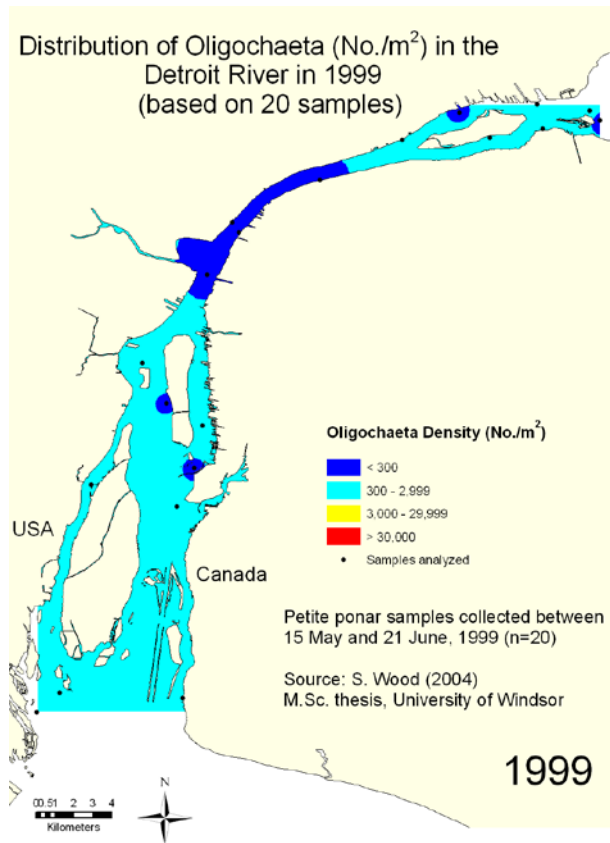 Distribution of Oligochaeta (No./m²) in the
Detroit River in 1999
(based on 20 samples)
Oligochaeta Density (No./m²)
< 300
300 - 2,999
3,000 - 29,999
> 30,000
Samples analyzed
USA
Canada
Petite ponar samples collected between
15 May and 21 June, 1999 (n=20)
Source: S. Wood (2004)
M.Sc. thesis, University of Windsor
1999
N
00.51 2 3 4
Kilometers